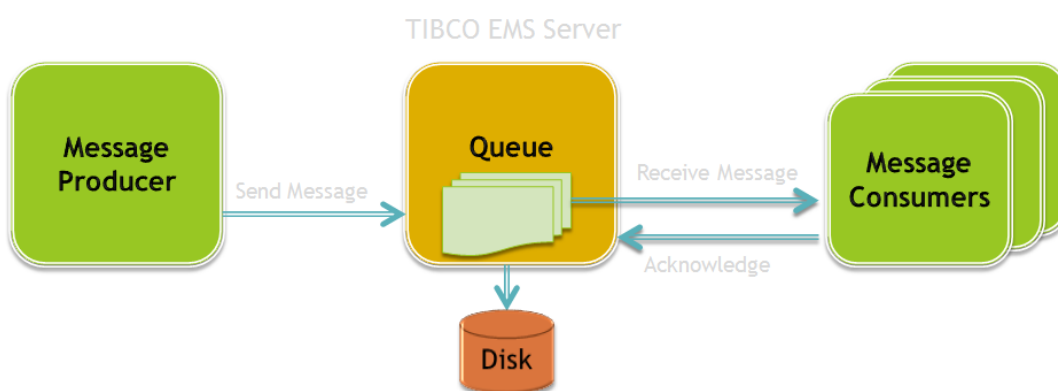 TIBCO EMS Server
Message
Producer
Send Message
Queue
Receive Message
Message
Consumers
Acknowledge
Disk